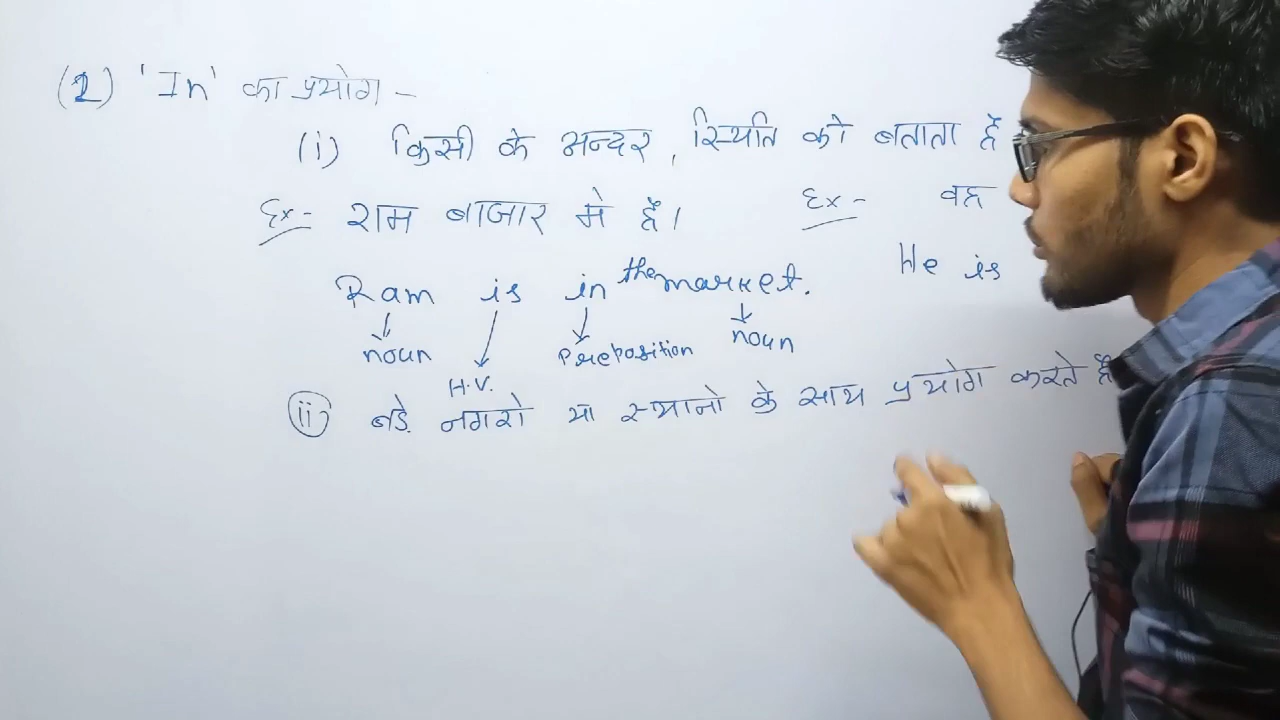 (2) 'In' का प्रयोग -
(i) किसी के अन्दर, स्थिति को बताता हैं
Ex- राम बाजार मे हैं। Ex- वह
Ram is in the market. He is
noun H.V. Preposition noun
(ii) बड़े नगरो या स्थानो के साथ प्रयोग करते हैं